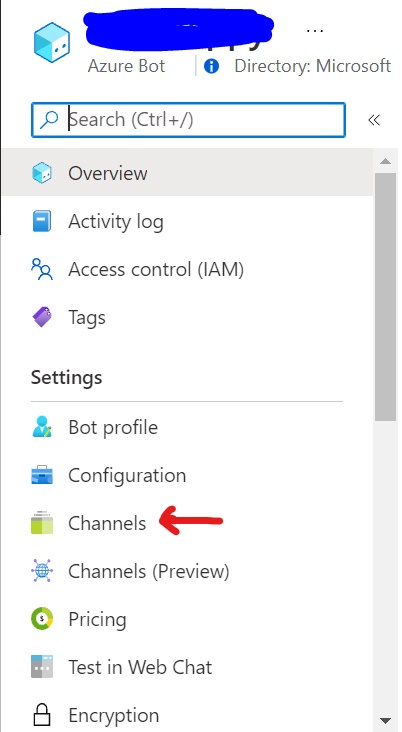 ...
Azure Bot
Directory: Microsoft
Search (Ctrl+/)
«
Overview
Activity log
Access control (IAM)
Tags
Settings
Bot profile
Configuration
Channels
Channels (Preview)
Pricing
Test in Web Chat
Encryption